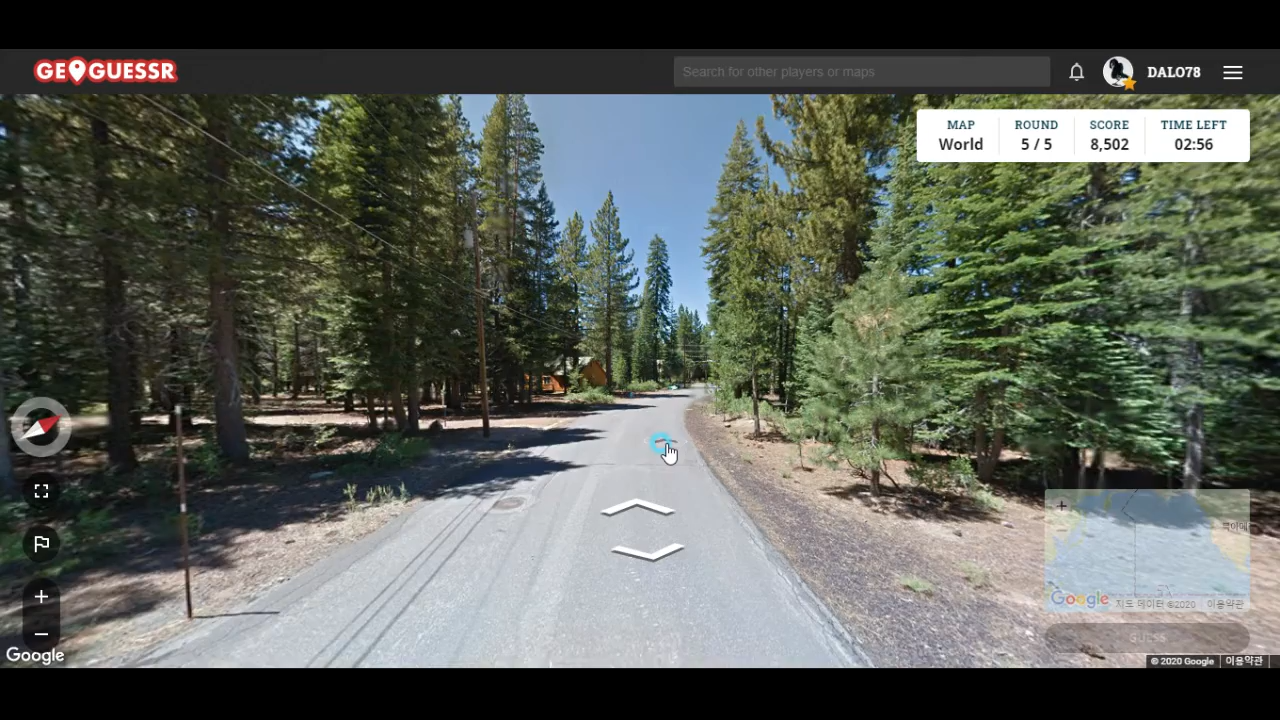 GEOGUESSR
Search for other players or maps
DALO78
MAP ROUND SCORE TIME LEFT
World 5 / 5 8,502 02:56
Google 지도 데이터 ©2020 이용약관
GUESS
Google
© 2020 Google 이용약관